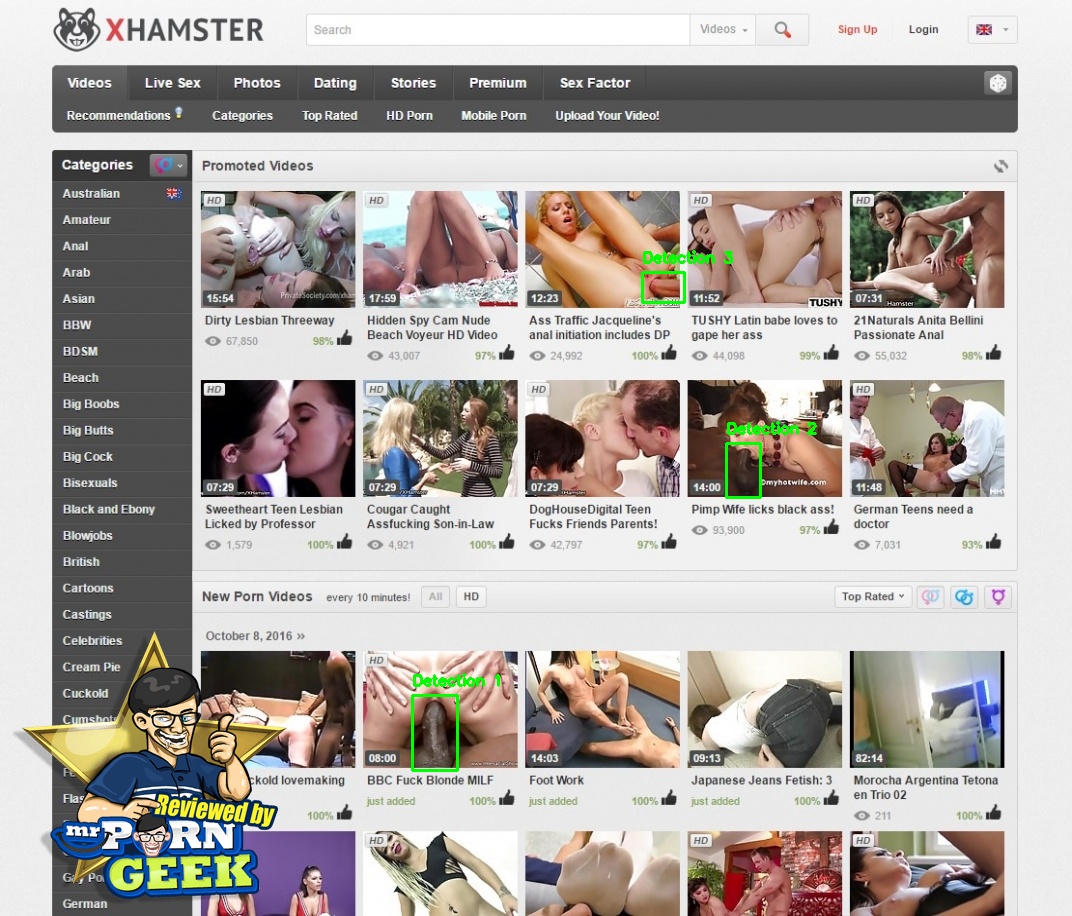 XHAMSTER
Search
Videos
Sign Up
Login
Videos Live Sex Photos Dating Stories Premium Sex Factor
Recommendations Categories Top Rated HD Porn Mobile Porn Upload Your Video!
Categories
Australian
Amateur
Anal
Arab
Asian
BBW
BDSM
Beach
Big Boobs
Big Butts
Big Cock
Bisexuals
Black and Ebony
Blowjobs
British
Cartoons
Castings
Celebrities
Cream Pie
Cuckold
Cumshot
German
Promoted Videos
HD
15:54
Dirty Lesbian Threeway
67,850 98%
HD
17:59
Hidden Spy Cam Nude
Beach Voyeur HD Video
43,007 97%
12:23
Ass Traffic Jacqueline's
anal initiation includes DP
24,992 100%
Detection 3
HD
11:52
TUSHY
TUSHY Latin babe loves to
gape her ass
44,098 99%
HD
07:31
21Naturals Anita Bellini
Passionate Anal
55,032 98%
HD
07:29
Sweetheart Teen Lesbian
Licked by Professor
1,579 100%
HD
07:29
Cougar Caught
Assfucking Son-in-Law
4,921 100%
HD
07:29
DogHouseDigital Teen
Fucks Friends Parents!
42,797 97%
Detection 2
14:00
Pimp Wife licks black ass!
93,900 97%
HD
11:48
German Teens need a
doctor
7,031 93%
New Porn Videos every 10 minutes! All HD
Top Rated
October 8, 2016 »
lovemaking
100%
HD
Detection 1
08:00
BBC Fuck Blonde MILF
just added 100%
14:03
Foot Work
just added 100%
09:13
Japanese Jeans Fetish: 3
just added 100%
82:14
Morocha Argentina Tetona
en Trio 02
211 100%
HD
HD
HD
Reviewed by
mr PORN
GEEK